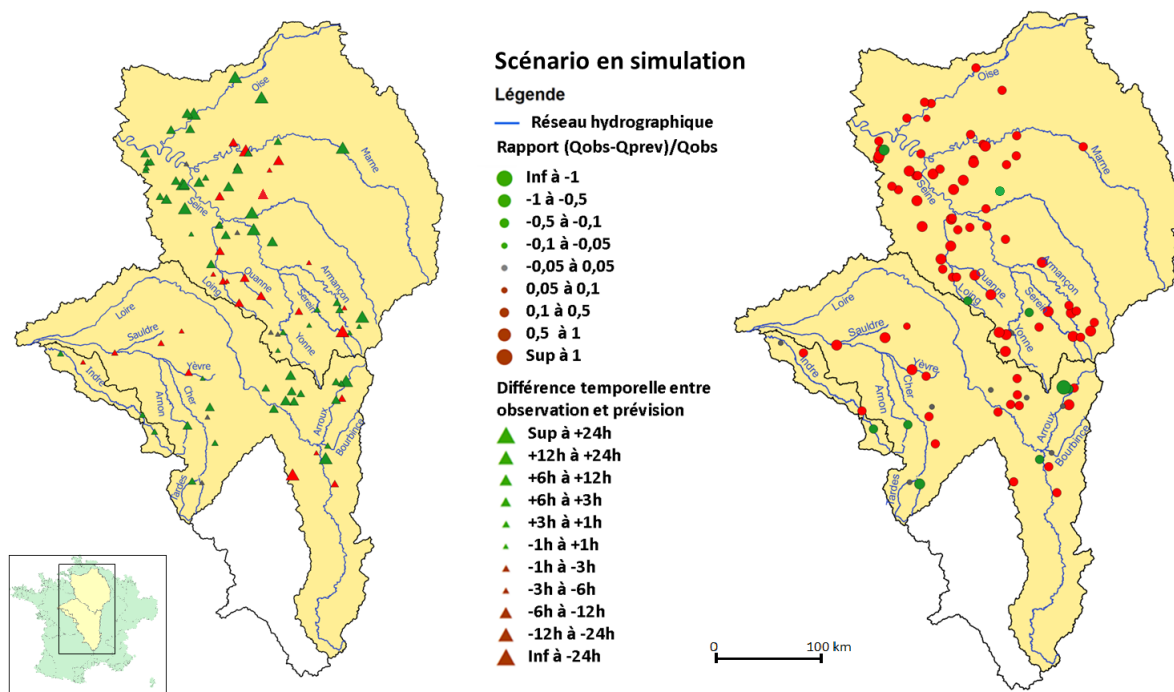 Scénario en simulation
Légende
Réseau hydrographique
Rapport (Qobs-Qprev)/Qobs
Inf à -1
-1 à -0,5
-0,5 à -0,1
-0,1 à -0,05
-0,05 à 0,05
0,05 à 0,1
0,1 à 0,5
0,5 à 1
Sup à 1
Différence temporelle entre
observation et prévision
Sup à +24h
+12h à +24h
+6h à +12h
+6h à +3h
+3h à +1h
-1h à +1h
-1h à -3h
-3h à -6h
-6h à -12h
-12h à -24h
Inf à -24h
Oise
Marne
Seine
Ouanne
Loing
Armançon
Serein
Yonne
Loire
Sauldre
Yèvre
Indre
Arnon
Cher
Arroux
Bourbince
Tardes
Oise
Marne
Seine
Armançon
Ouanne
Loing
Serein
Yonne
Loire
Sauldre
Yèvre
Indre
Cher
Arnon
Arroux
Bourbince
Tardes
0 100 km